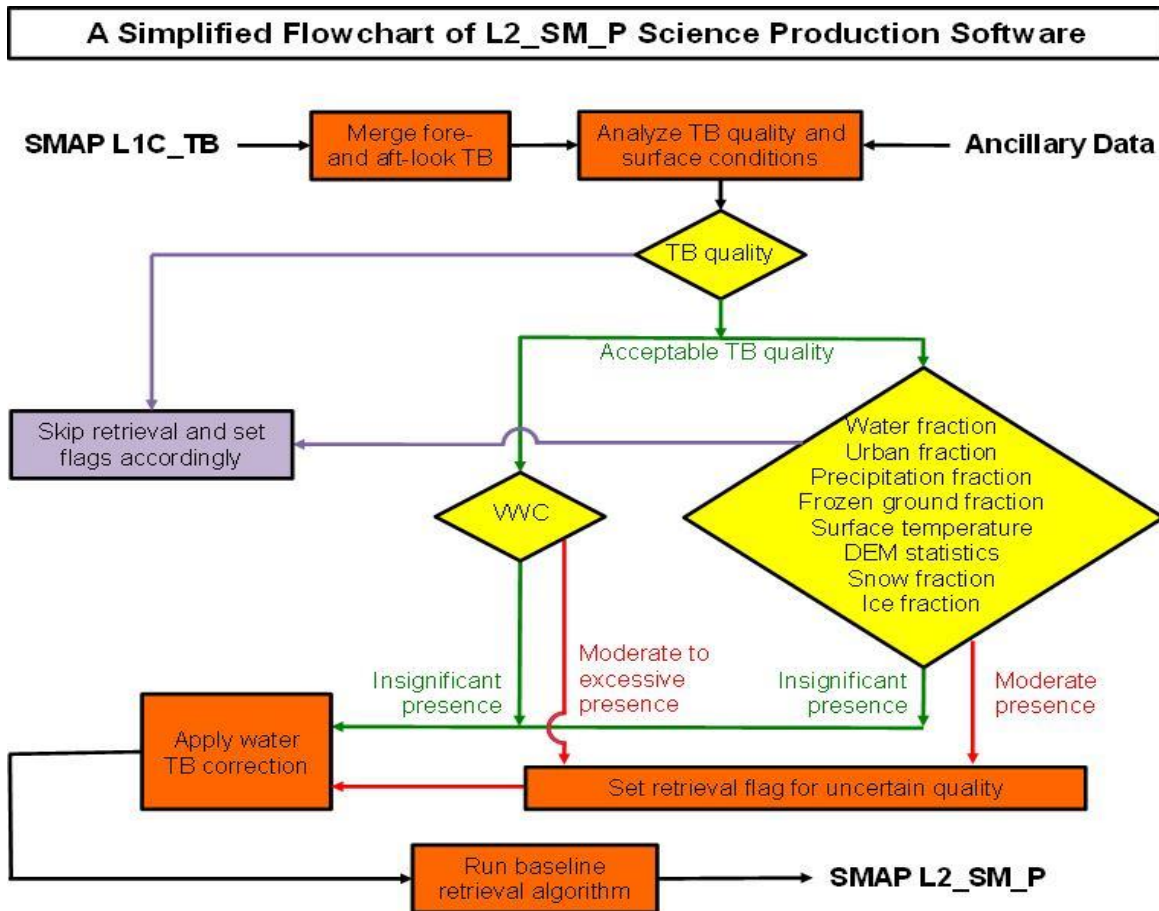 A Simplified Flowchart of L2_SM_P Science Production Software
SMAP L1C_TB
Merge fore-
and aft-look TB
Analyze TB quality and
surface conditions
Ancillary Data
TB quality
Acceptable TB quality
Skip retrieval and set
flags accordingly
Water fraction
Urban fraction
Precipitation fraction
Frozen ground fraction
Surface temperature
DEM statistics
Snow fraction
Ice fraction
VWC
Insignificant
presence
Moderate to
excessive
presence
Insignificant
presence
Moderate
presence
Apply water
TB correction
Set retrieval flag for uncertain quality
Run baseline
retrieval algorithm
SMAP L2_SM_P